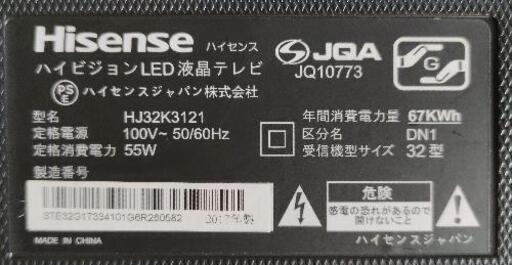 Hisense ハイセンス
JQA
JQ10773
G
ハイビジョンLED液晶テレビ
PS
E
ハイセンスジャパン株式会社
型名 HJ32K3121
定格電源 100V~ 50/60Hz
定格消費電力 55W
製造番号
年間消費電力量 67KWh
区分名 DN1
受信機型サイズ 32型
STE32G17334101G6R260582
2017年製
MADE IN CHINA
危険
感電の恐れがあるので
開けないこと
ハイセンスジャパン